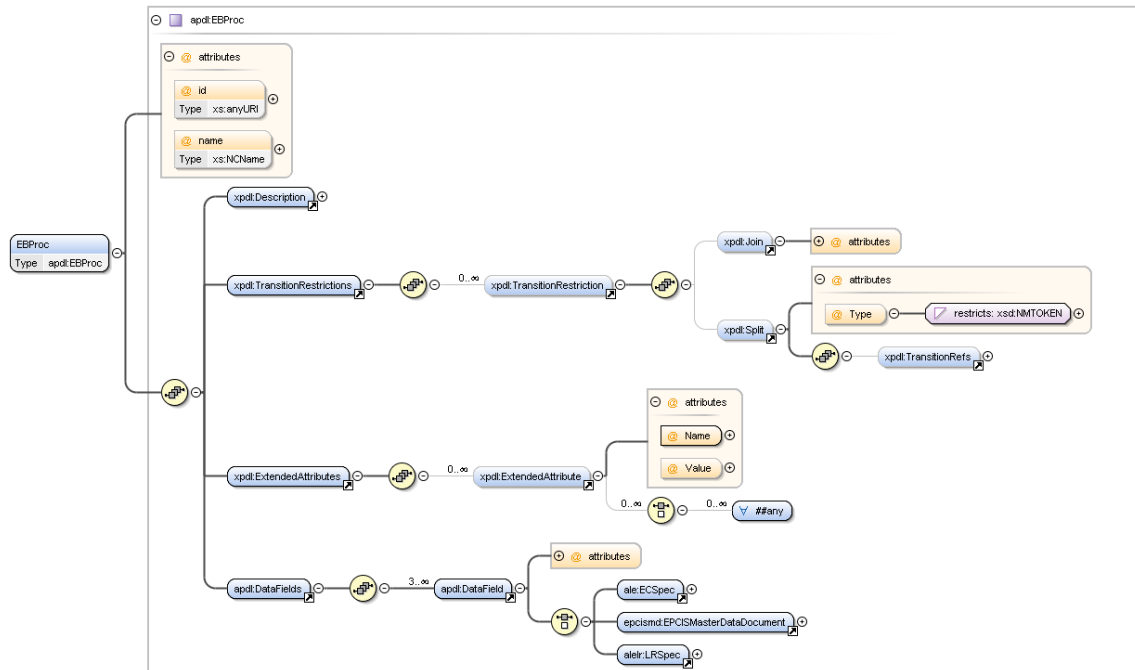 apdl:EBProc
@ attributes
@ id
Type xs:anyURI
@ name
Type xs:NCName
EBProc
Type apdl:EBProc
xpdl:Description
xpdl:TransitionRestrictions
0..∞
xpdl:TransitionRestriction
xpdl:Join
@ attributes
@ attributes
@ Type
restricts: xsd:NMTOKEN
xpdl:Split
xpdl:TransitionRefs
xpdl:ExtendedAttributes
0..∞
xpdl:ExtendedAttribute
@ attributes
@ Name
@ Value
0..∞
0..∞
∀ ##any
apdl:DataFields
3..∞
apdl:DataField
@ attributes
ale:ECSpec
epcismd:EPCISMasterDataDocument
alelr:LRSpec